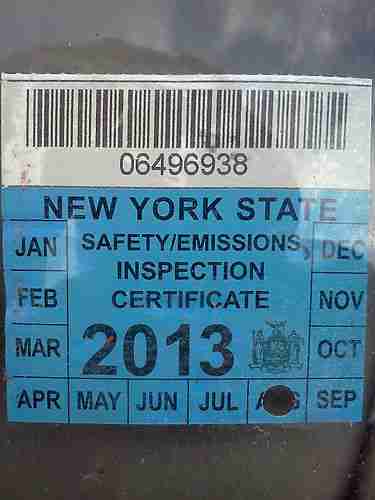 06496938
NEW YORK STATE
JAN SAFETY/EMISSIONS DEC
INSPECTION
FEB CERTIFICATE NOV
MAR 2013 OCT
APR MAY JUN JUL SEP